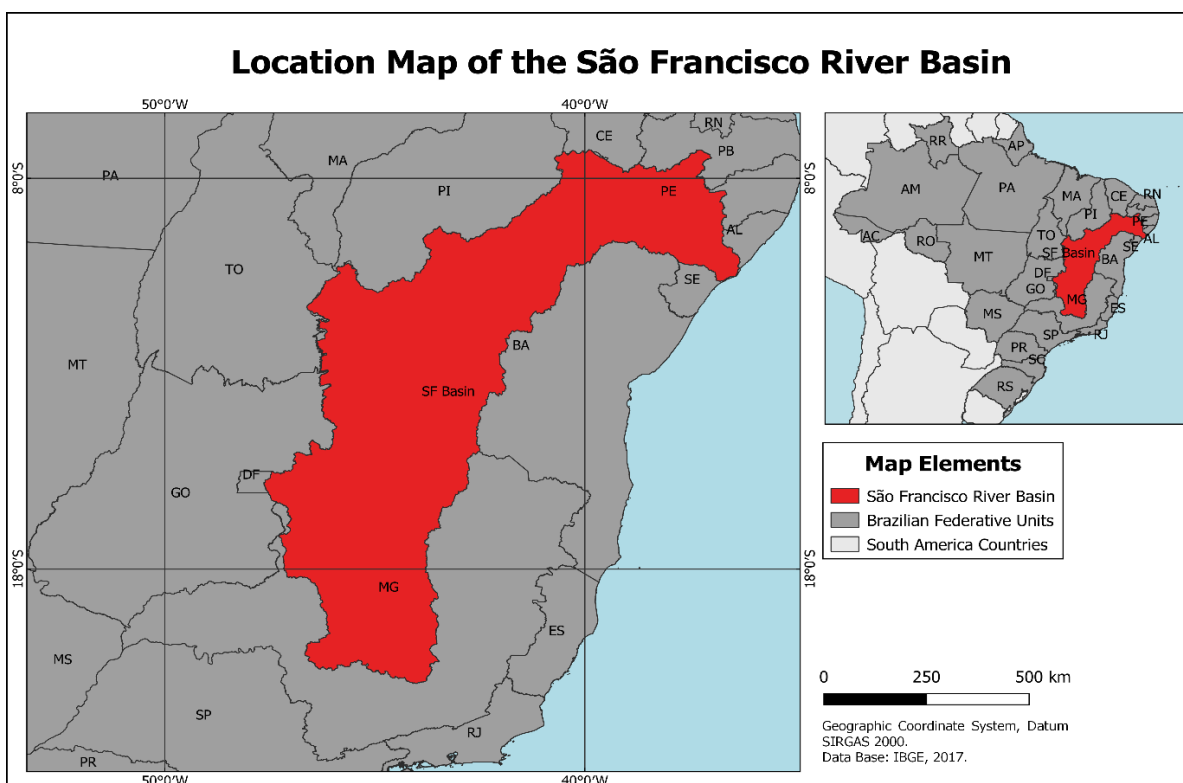 Location Map of the São Francisco River Basin
50°0'W
40°0'W
8°0'S
8°0'S
18°0'S
18°0'S
50°0'W
40°0'W
PA
MA
CE
RN
PB
PI
PE
AL
TO
SE
BA
MT
SF Basin
DF
GO
MG
ES
MS
SP
RJ
PR
RR
AP
AM
PA
MA
CE
RN
PI
PE
AC
RO
TO
AL
SE
MT
SF Basin
BA
DF
GO
MG
ES
MS
SP
RJ
PR
SC
RS
Map Elements
São Francisco River Basin
Brazilian Federative Units
South America Countries
0 250 500 km
Geographic Coordinate System, Datum
SIRGAS 2000.
Data Base: IBGE, 2017.